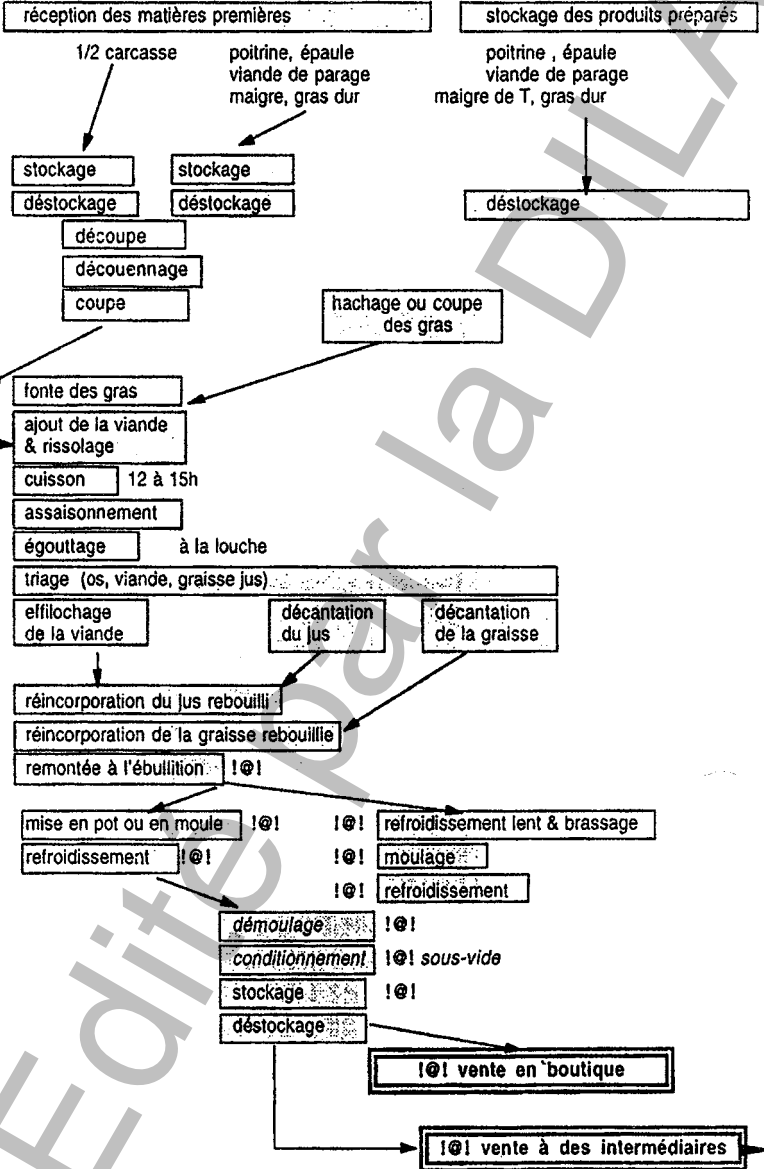 réception des matières premières
stockage des produits préparés
1/2 carcasse
poitrine, épaule
viande de parage
maigre, gras dur
poitrine , épaule
viande de parage
maigre de T, gras dur
stockage
stockage
déstockage
déstockage
déstockage
découpe
découennage
coupe
hachage ou coupe
des gras
fonte des gras
ajout de la viande
& rissolage
cuisson
12 à 15h
assaisonnement
égouttage
à la louche
triage (os, viande, graisse jus)
effilochage
de la viande
décantation
du jus
décantation
de la graisse
réincorporation du jus rebouilli
réincorporation de la graisse rebouillie
remontée à l'ébullition !@!
mise en pot ou en moule !@!
refroidissement !@!
!@! refroidissement lent & brassage
!@! moulage
!@! refroidissement
démoulage !@!
conditionnement !@! sous-vide
stockage !@!
déstockage
!@! vente en boutique
!@! vente à des intermédiaires
Edité par la DILA